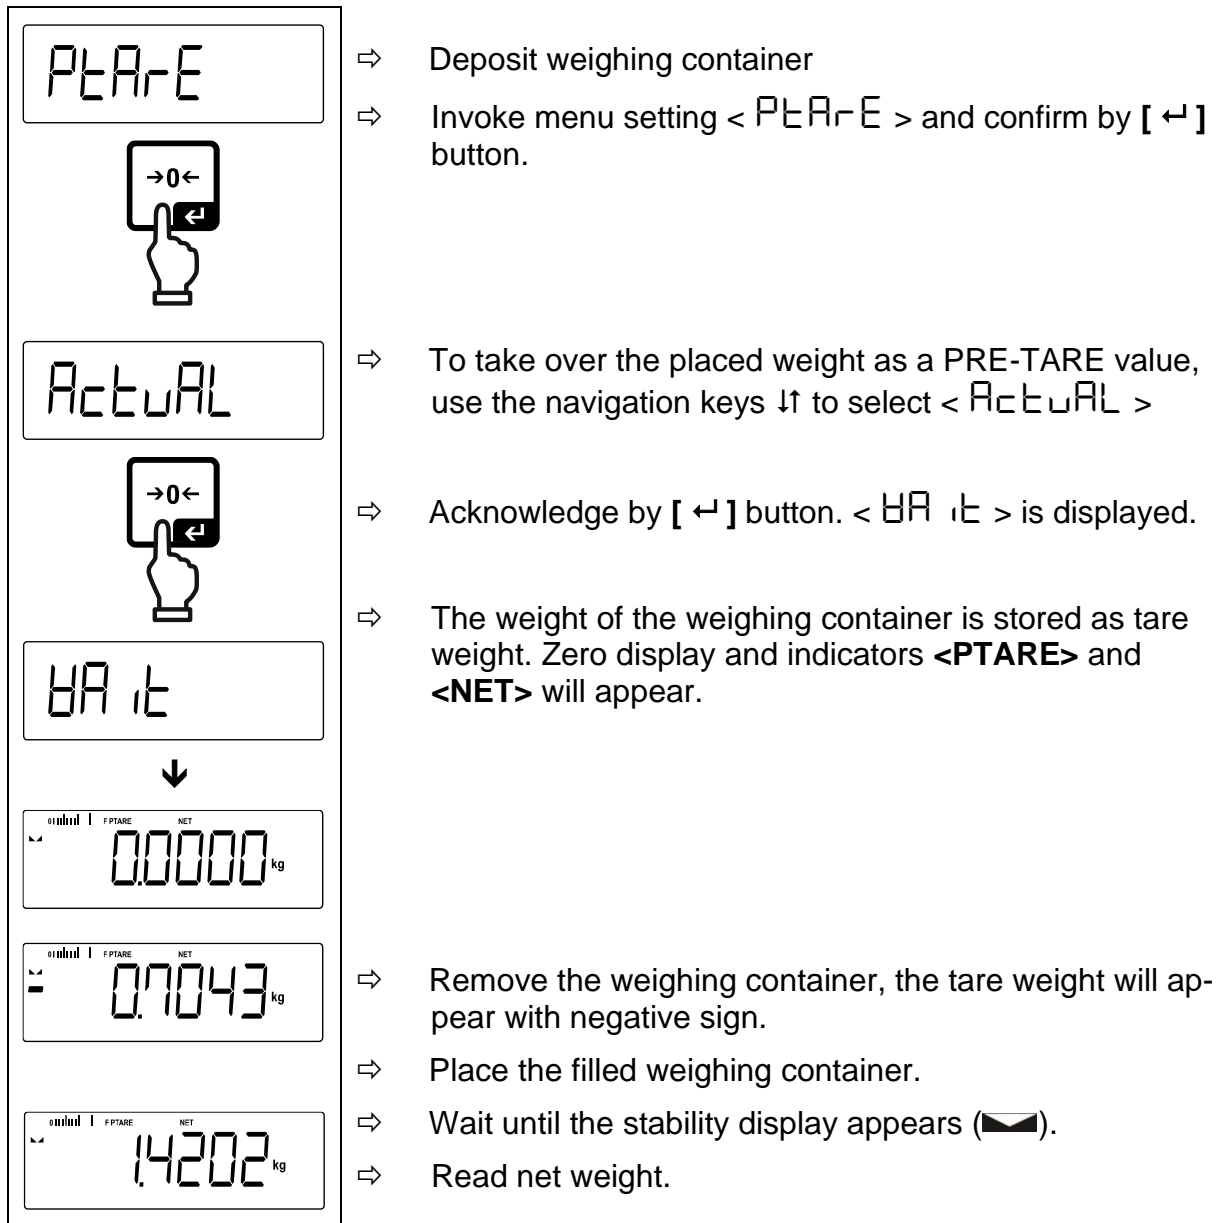 PtArE
⇨ Deposit weighing container
⇨ Invoke menu setting < PtArE > and confirm by [ ↵ ]
button.
→0←
↵
ActuAL
⇨ To take over the placed weight as a PRE-TARE value,
use the navigation keys ↓↑ to select < ActuAL >
→0←
↵
⇨ Acknowledge by [ ↵ ] button. < WAit > is displayed.
⇨ The weight of the weighing container is stored as tare
weight. Zero display and indicators <PTARE> and
<NET> will appear.
WAit
F PTARE NET
0.0000 kg
F PTARE NET
- 0.7043 kg
⇨ Remove the weighing container, the tare weight will ap-
pear with negative sign.
⇨ Place the filled weighing container.
⇨ Wait until the stability display appears ( ).
F PTARE NET
1.4202 kg
⇨ Read net weight.